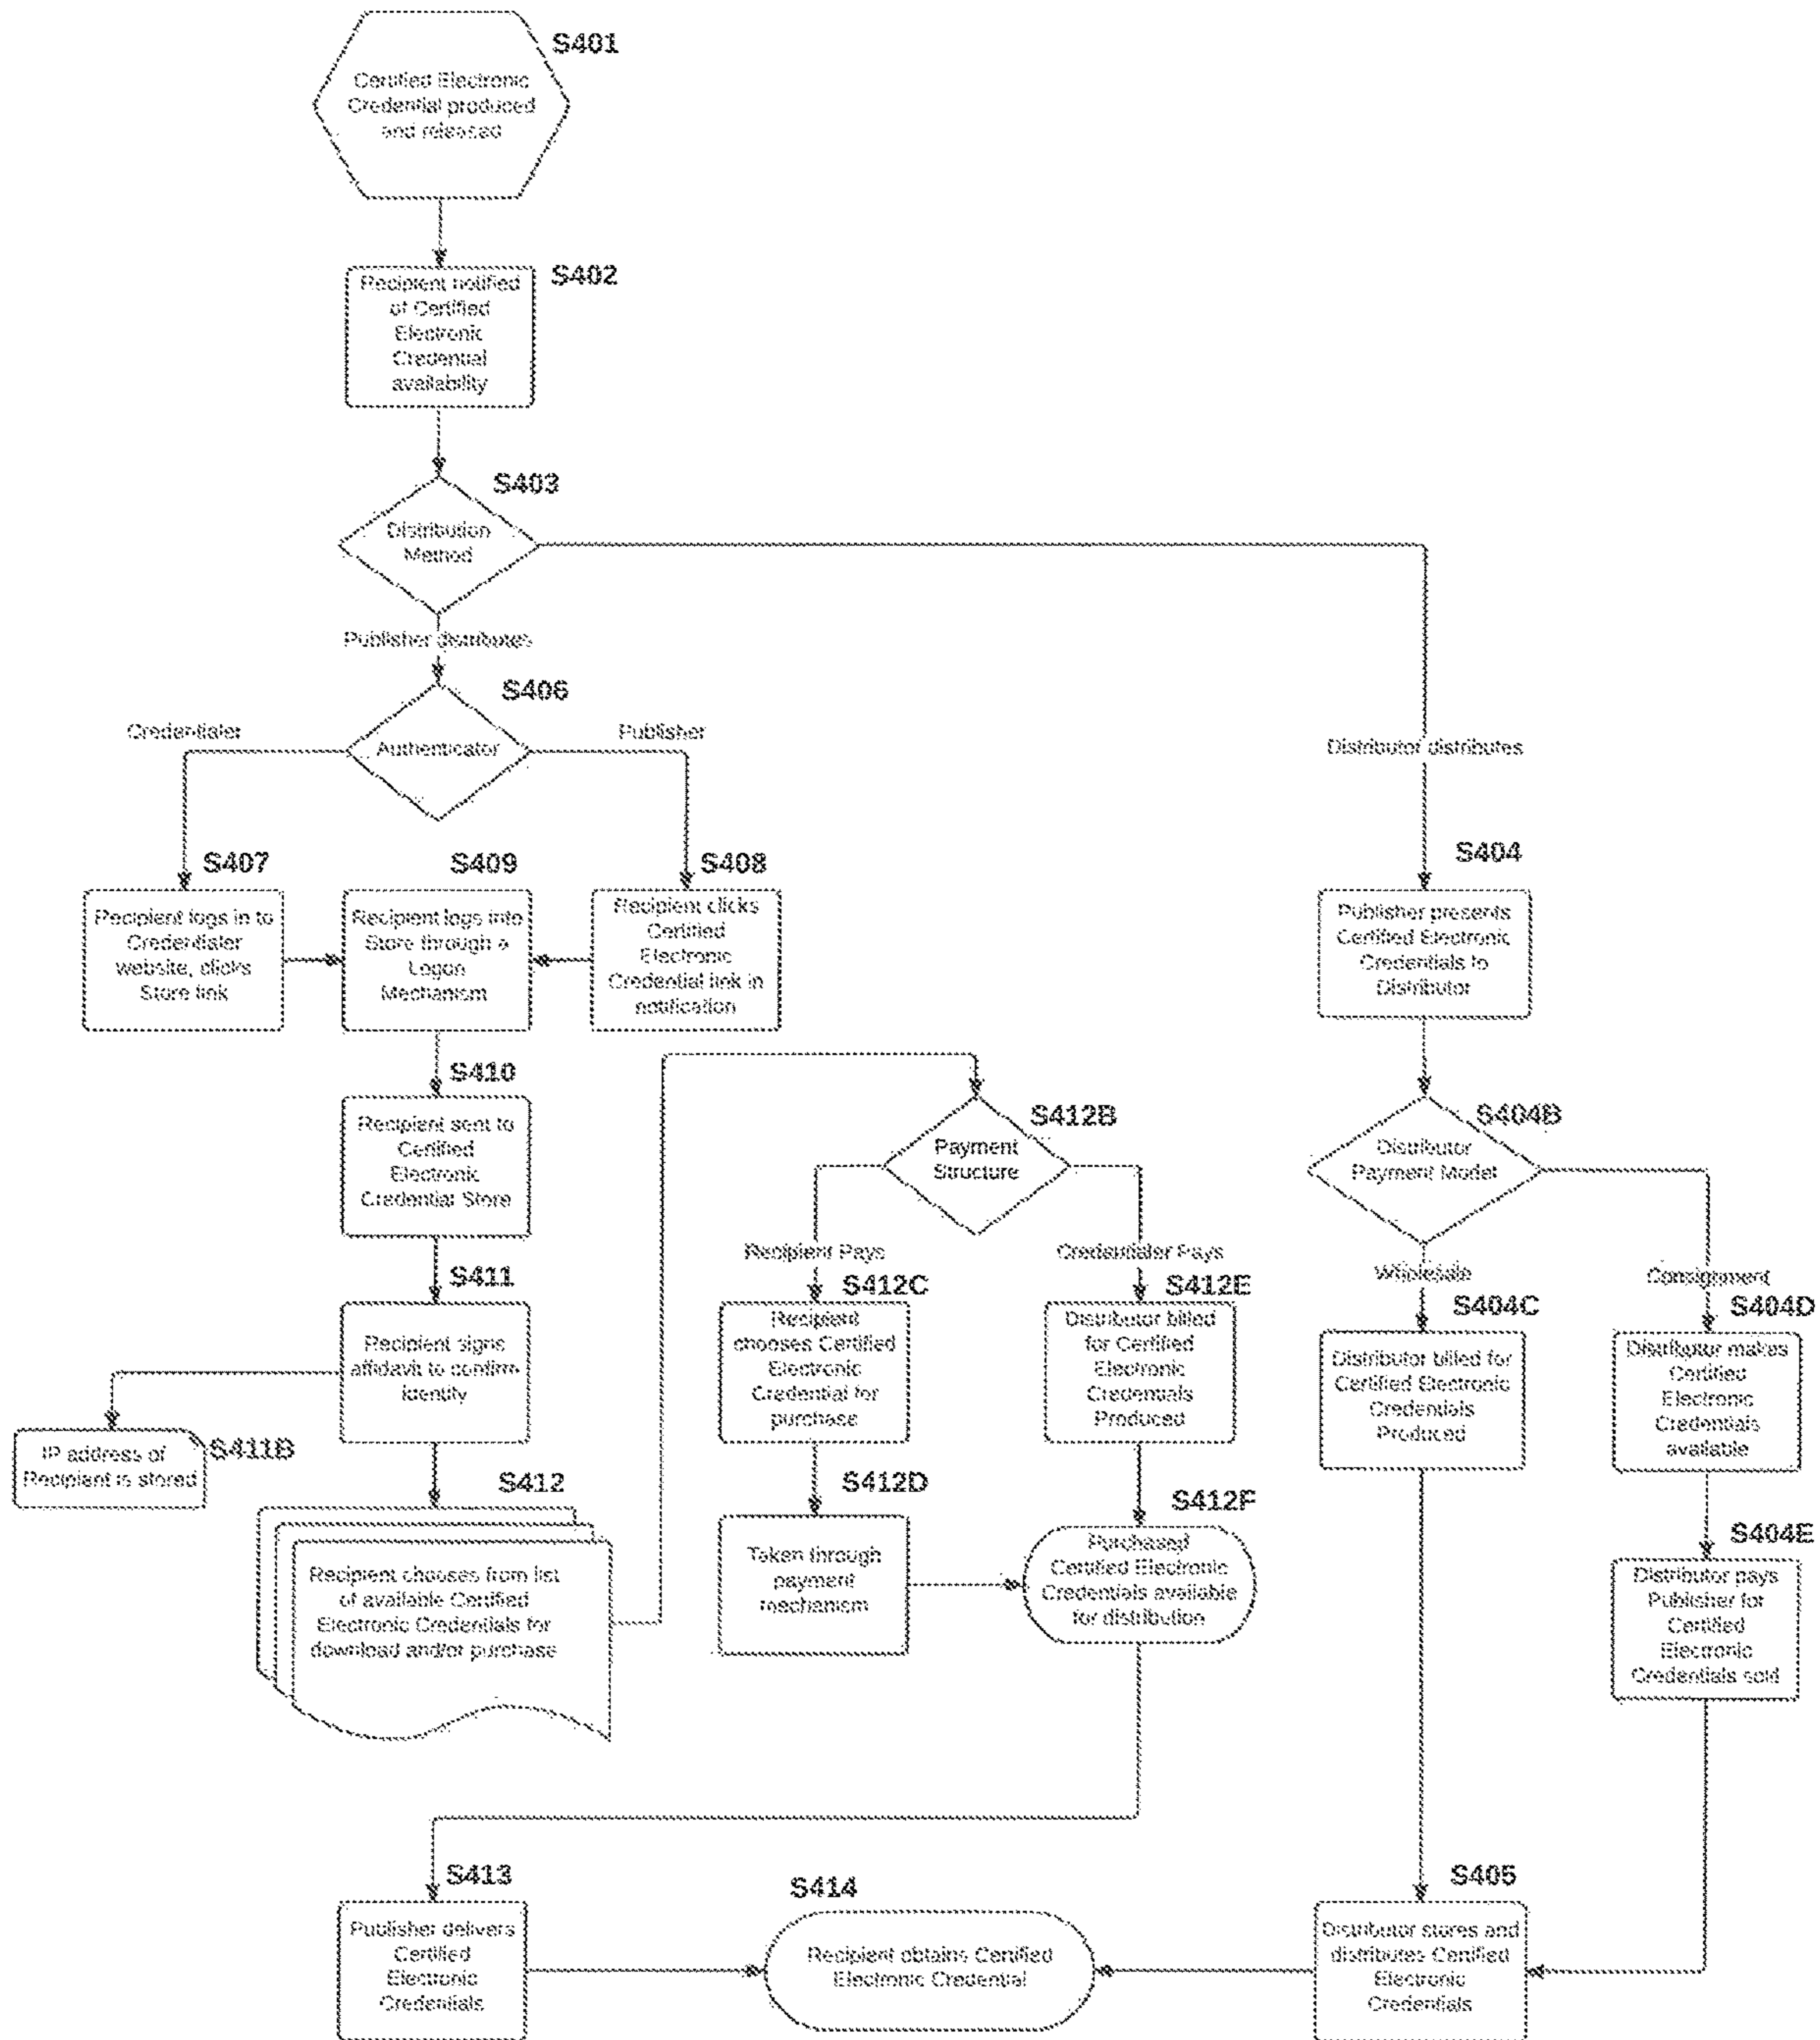 S401
Certified Electronic
Credential produced
and released
S402
Recipient notified
of Certified
Electronic
Credential
availability
S403
Distribution
Method
Publisher distributes
S406
Credentialer
Authenticator
Publisher
Distributor distributes
S407
Recipient logs in to
Credentialer
website, clicks
Store link
S409
Recipient logs into
Store through a
Logon
Mechanism
S408
Recipient clicks
Certified
Electronic
Credential link in
notification
S404
Publisher presents
Certified Electronic
Credentials to
Distributor
S410
Recipient sent to
Certified
Electronic
Credential Store
S412B
Payment
Structure
S404B
Distributor
Payment Model
Recipient Pays
Credentialer Pays
Wholesale
Consignment
S411
Recipient signs
affidavit to confirm
identity
S411B
IP address of
Recipient is stored
S412
Recipient chooses from list
of available Certified
Electronic Credentials for
download and/or purchase
S412C
Recipient
chooses Certified
Electronic
Credential for
purchase
S412E
Distributor billed
for Certified
Electronic
Credentials
Produced
S404C
Distributor billed for
Certified Electronic
Credentials
Produced
S404D
Distributor makes
Certified
Electronic
Credentials
available
S412D
Taken through
payment
mechanism
S412F
Purchased
Certified Electronic
Credentials available
for distribution
S404E
Distributor pays
Publisher for
Certified
Electronic
Credentials sold
S413
Publisher delivers
Certified
Electronic
Credentials
S414
Recipient obtains Certified
Electronic Credential
S405
Distributor stores and
distributes Certified
Electronic
Credentials